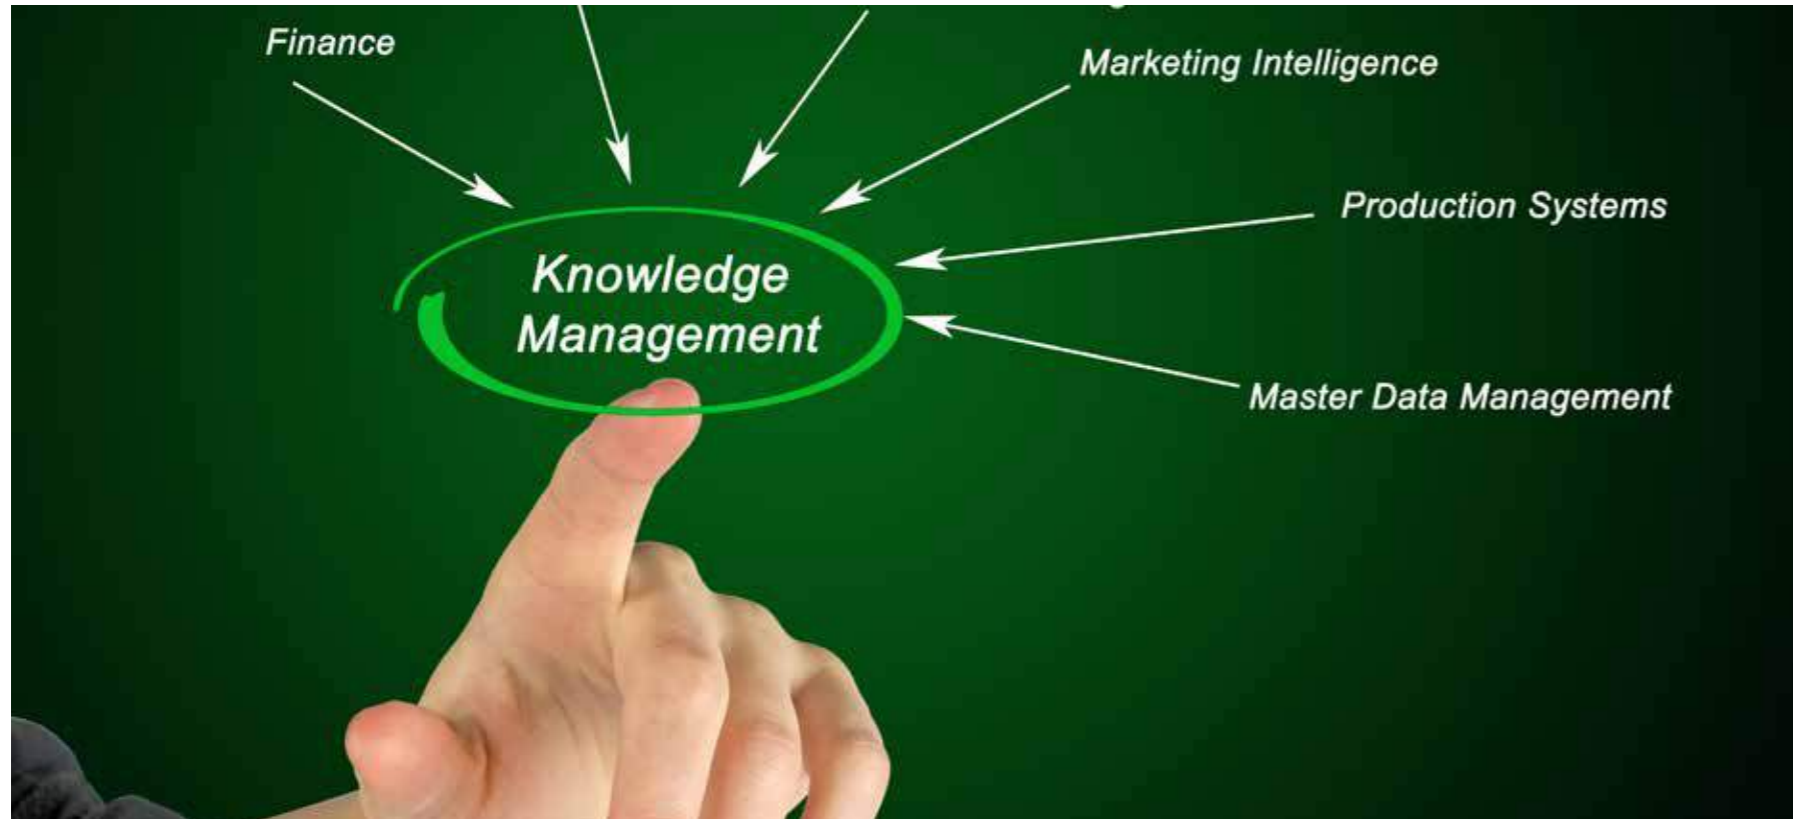 Finance
Marketing Intelligence
Production Systems
Knowledge
Management
Master Data Management